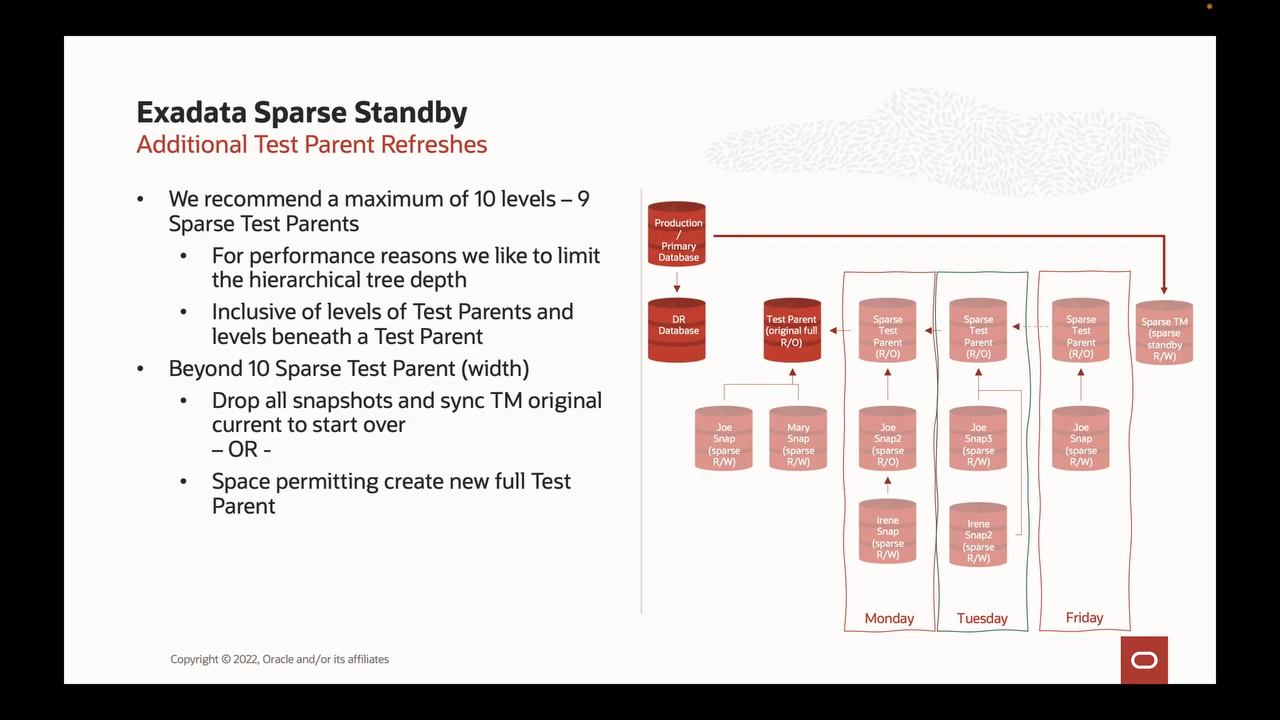 Exadata Sparse Standby
Additional Test Parent Refreshes
• We recommend a maximum of 10 levels – 9
Sparse Test Parents
• For performance reasons we like to limit
the hierarchical tree depth
• Inclusive of levels of Test Parents and
levels beneath a Test Parent
• Beyond 10 Sparse Test Parent (width)
• Drop all snapshots and sync TM original
current to start over
– OR -
• Space permitting create new full Test
Parent
Production
/
Primary
Database
DR
Database
Test Parent
(original full
R/O)
Sparse
Test
Parent
(R/O)
Sparse
Test
Parent
(R/O)
Sparse
Test
Parent
(R/O)
Sparse TM
(sparse
standby
R/W)
Joe
Snap
(sparse
R/W)
Mary
Snap
(sparse
R/W)
Joe
Snap2
(sparse
R/O)
Joe
Snap3
(sparse
R/W)
Joe
Snap
(sparse
R/W)
Irene
Snap
(sparse
R/W)
Irene
Snap2
(sparse
R/W)
Monday
Tuesday
Friday
Copyright © 2022, Oracle and/or its affiliates